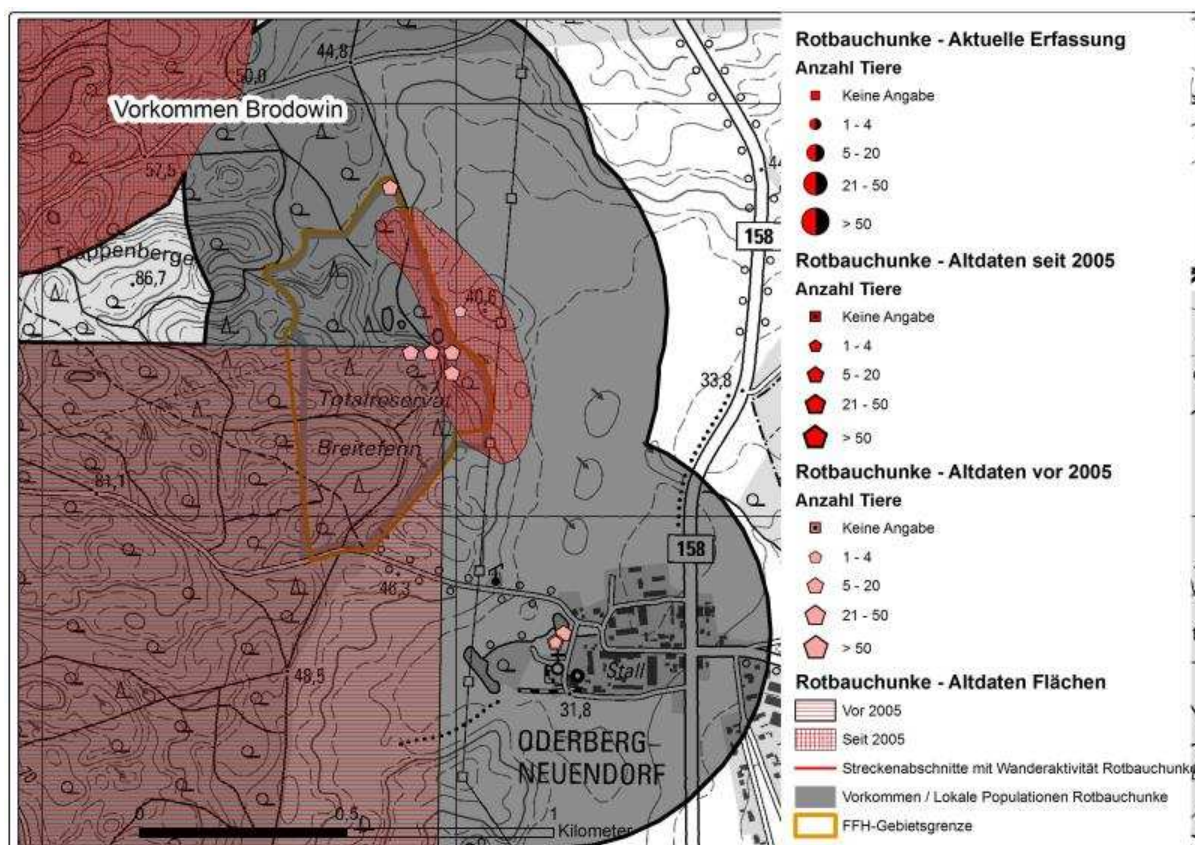 44,8
50,0
Vorkommen Brodowin
57,5
158
86,7
40,6
33,8
Totalreservat
Breitefenn
81,1
158
46,3
Stall
48,5
31,8
ODERBERG-
NEUENDORF
0
0.5
1
Kilometer
Rotbauchunke - Aktuelle Erfassung
Anzahl Tiere
Keine Angabe
1 - 4
5 - 20
21 - 50
> 50
Rotbauchunke - Altdaten seit 2005
Anzahl Tiere
Keine Angabe
1 - 4
5 - 20
21 - 50
> 50
Rotbauchunke - Altdaten vor 2005
Anzahl Tiere
Keine Angabe
1 - 4
5 - 20
21 - 50
> 50
Rotbauchunke - Altdaten Flächen
Vor 2005
Seit 2005
Streckenabschnitte mit Wanderaktivität Rotbauchunke
Vorkommen / Lokale Populationen Rotbauchunke
FFH-Gebietsgrenze